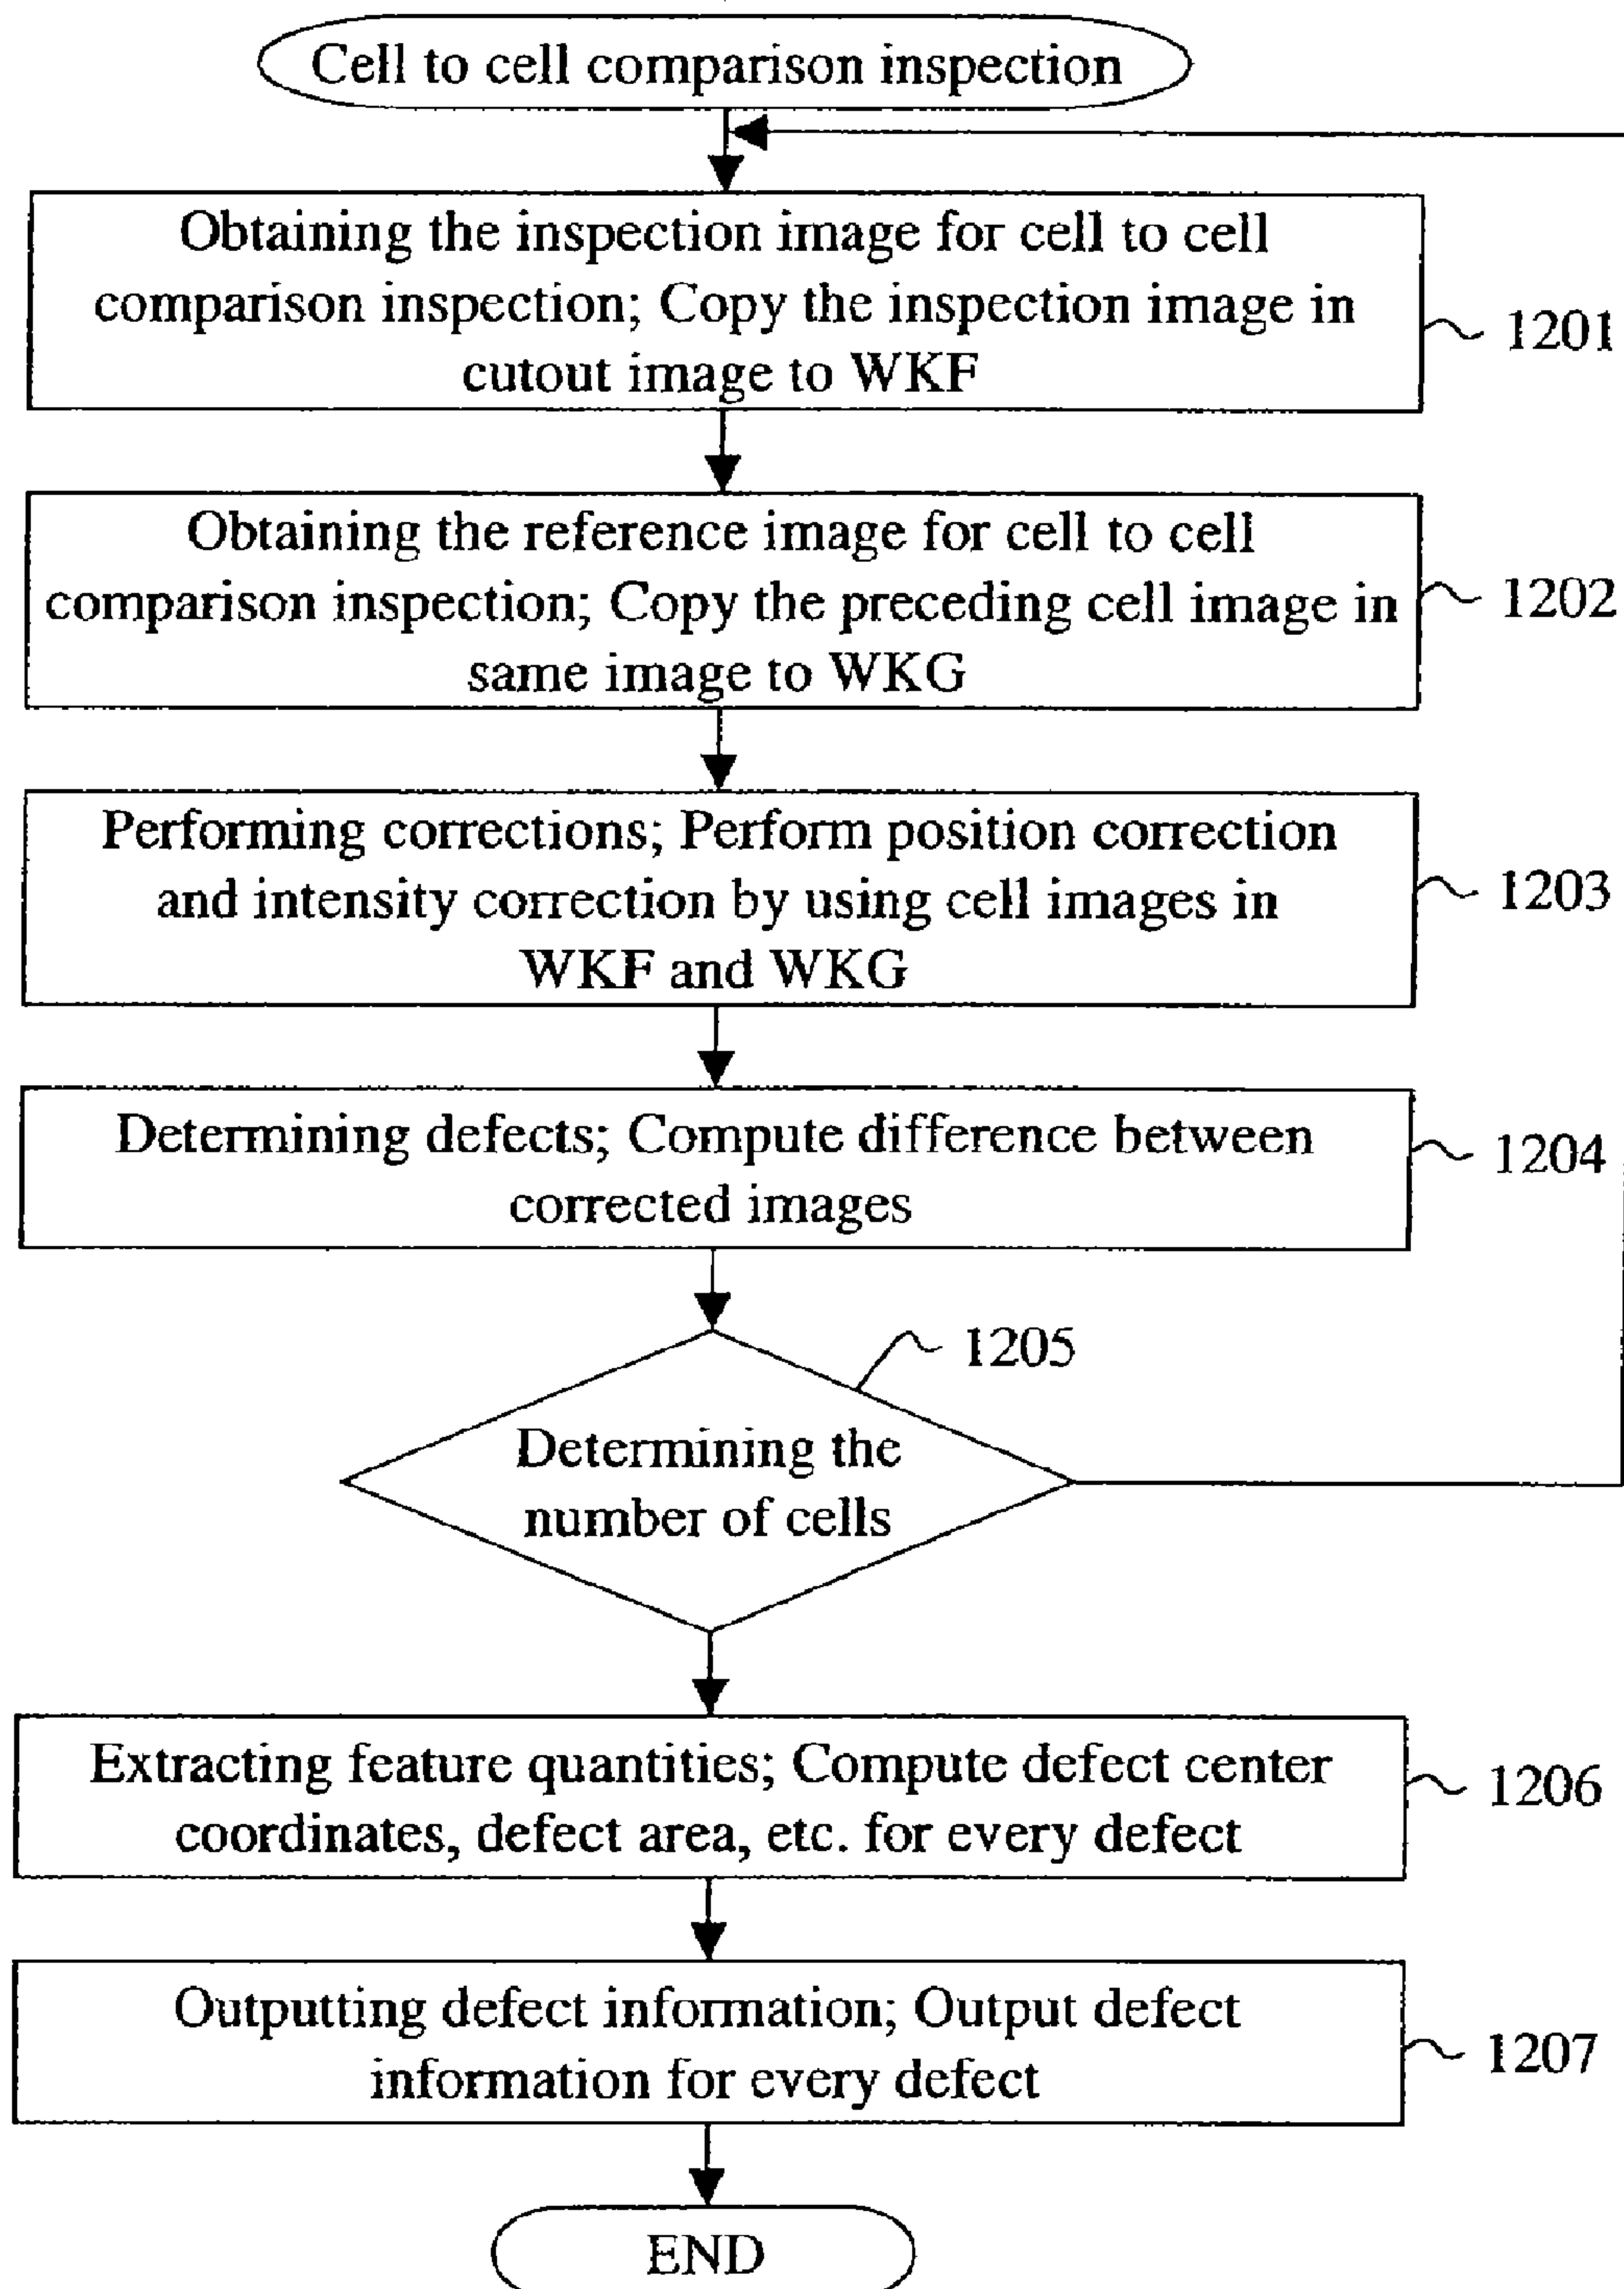 Cell to cell comparison inspection
Obtaining the inspection image for cell to cell
comparison inspection; Copy the inspection image in
cutout image to WKF
1201
Obtaining the reference image for cell to cell
comparison inspection; Copy the preceding cell image in
same image to WKG
1202
Performing corrections; Perform position correction
and intensity correction by using cell images in
WKF and WKG
1203
Determining defects; Compute difference between
corrected images
1204
1205
Determining the
number of cells
Extracting feature quantities; Compute defect center
coordinates, defect area, etc. for every defect
1206
Outputting defect information; Output defect
information for every defect
1207
END